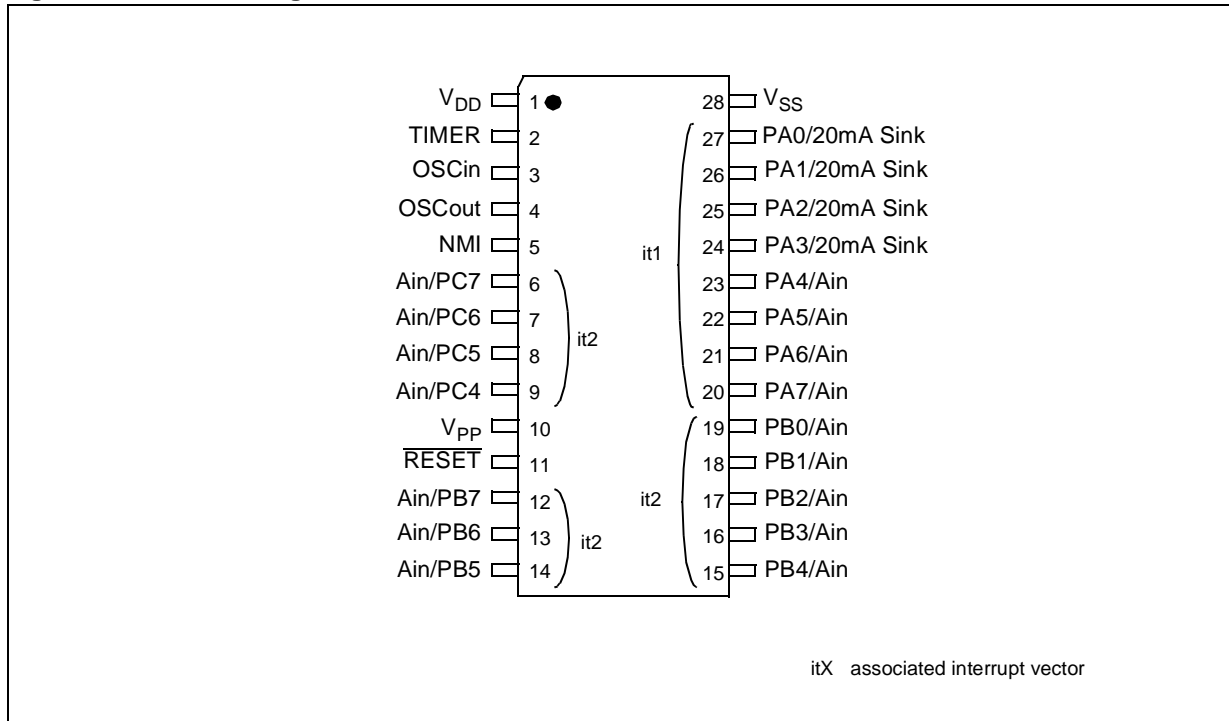 VDD 1 28 VSS
TIMER 2 27 PA0/20mA Sink
OSCin 3 26 PA1/20mA Sink
OSCout 4 25 PA2/20mA Sink
NMI 5 it1 24 PA3/20mA Sink
Ain/PC7 6 23 PA4/Ain
Ain/PC6 7 22 PA5/Ain
it2
Ain/PC5 8 21 PA6/Ain
Ain/PC4 9 20 PA7/Ain
VPP 10 19 PB0/Ain
RESET 11 18 PB1/Ain
Ain/PB7 12 it2 17 PB2/Ain
Ain/PB6 13 it2 16 PB3/Ain
Ain/PB5 14 15 PB4/Ain
itX associated interrupt vector